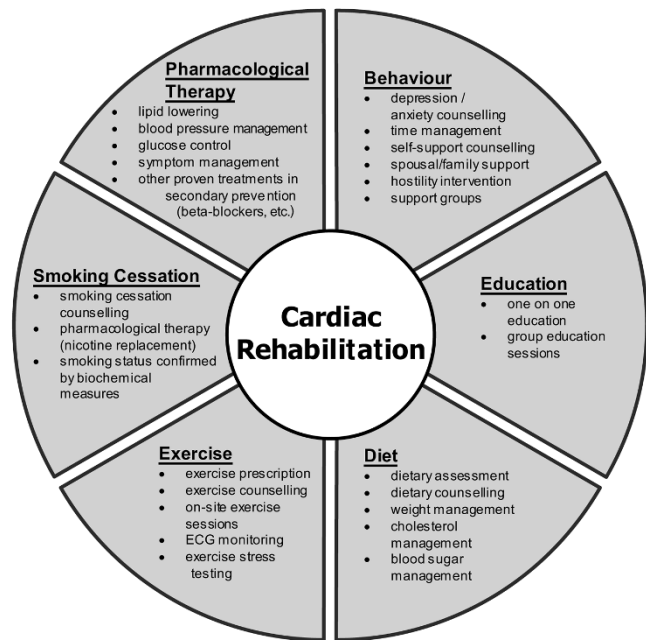 Pharmacological
Therapy
• lipid lowering
• blood pressure management
• glucose control
• symptom management
• other proven treatments in
secondary prevention
(beta-blockers, etc.)
Behaviour
• depression /
anxiety counselling
• time management
• self-support counselling
• spousal/family support
• hostility intervention
• support groups
Smoking Cessation
• smoking cessation
counselling
• pharmacological therapy
(nicotine replacement)
• smoking status confirmed
by biochemical
measures
Cardiac
Rehabilitation
Education
• one on one
education
• group education
sessions
Exercise
• exercise prescription
• exercise counselling
• on-site exercise
sessions
• ECG monitoring
• exercise stress
testing
Diet
• dietary assessment
• dietary counselling
• weight management
• cholesterol
management
• blood sugar
management